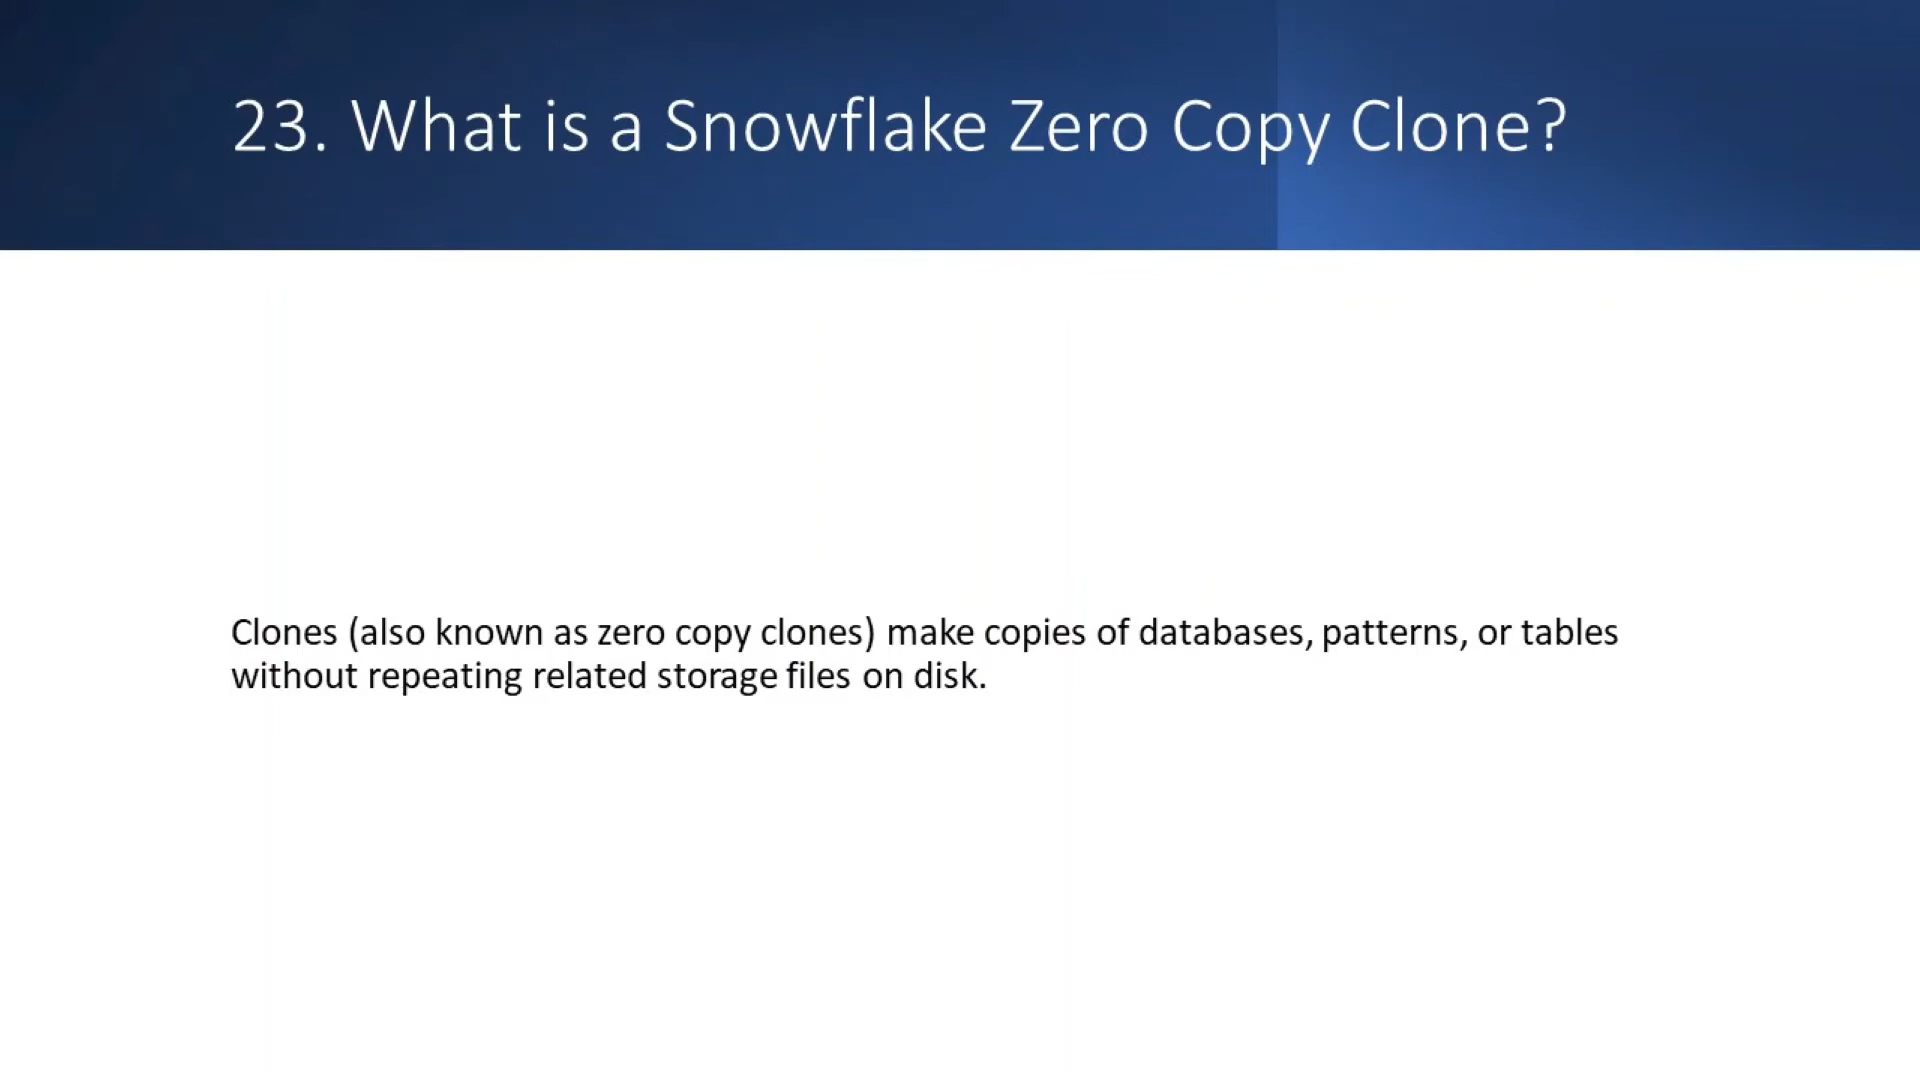 23. What is a Snowflake Zero Copy Clone?
Clones (also known as zero copy clones) make copies of databases, patterns, or tables
without repeating related storage files on disk.